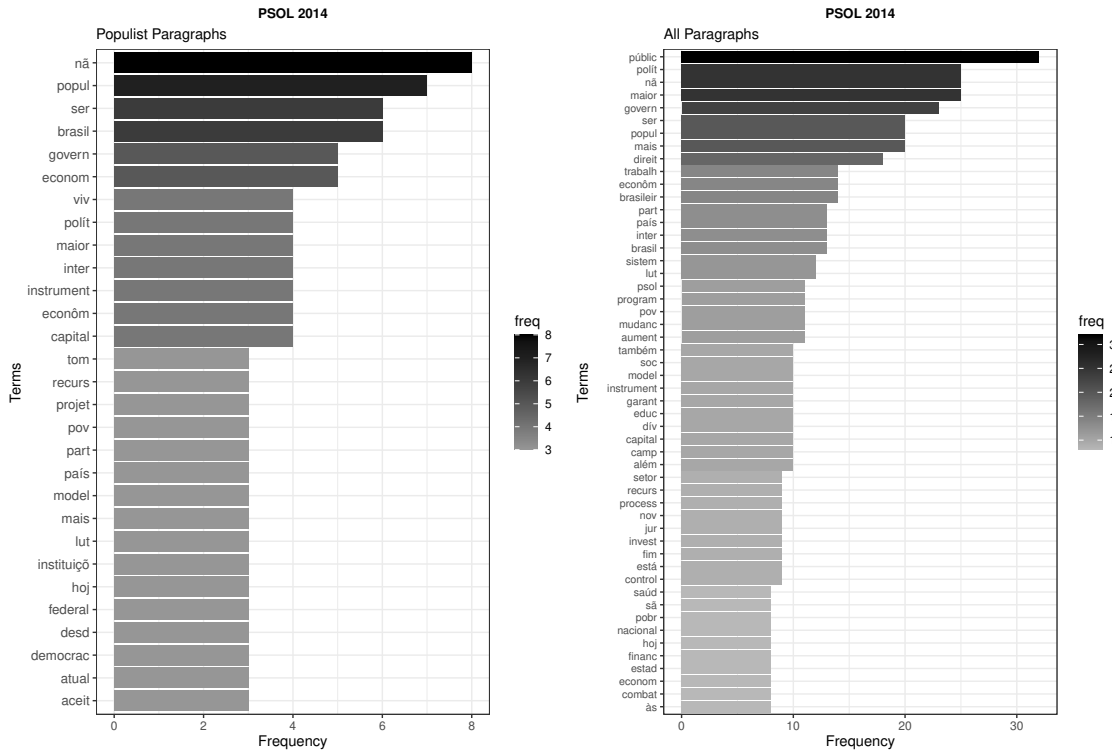 PSOL 2014
Populist Paragraphs
Terms
nã
popul
ser
brasil
govern
econom
viv
polít
maior
inter
instrument
econôm
capital
tom
recurs
projet
pov
part
país
model
mais
lut
instituiçõ
hoj
federal
desd
democrac
atual
aceit
0 2 4 6 8
Frequency
freq
8
7
6
5
4
3
PSOL 2014
All Paragraphs
Terms
públic
polít
nã
maior
govern
ser
popul
mais
direit
trabalh
econôm
brasileir
part
país
inter
brasil
sistem
lut
psol
program
pov
mudanc
aument
também
soc
model
instrument
garant
educ
dív
capital
camp
além
setor
recurs
process
nov
jur
invest
fim
está
control
saúd
sã
pobr
nacional
hoj
financ
estad
econom
combat
às
0 10 20 30
Frequency
freq